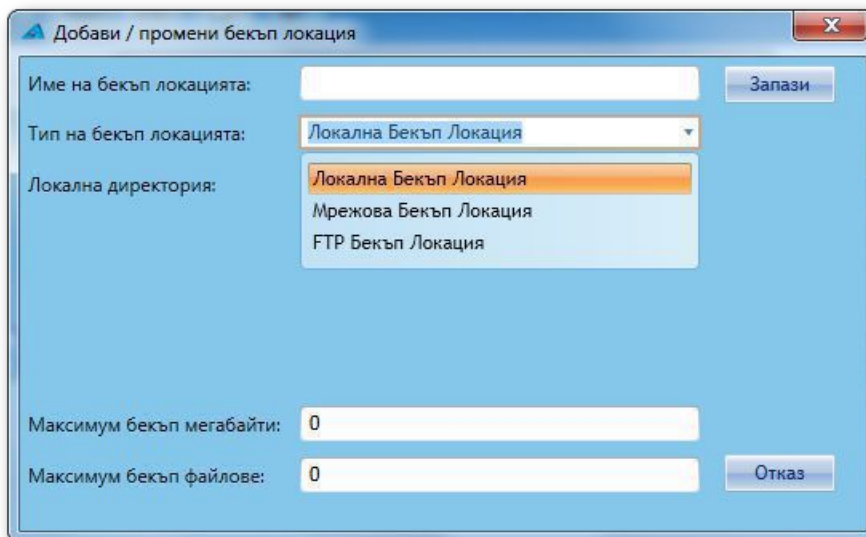 Добави / промени бекъп локация
Име на бекъп локацията:
Запази
Тип на бекъп локацията:
Локална Бекъп Локация
Локална директория:
Локална Бекъп Локация
Мрежова Бекъп Локация
FTP Бекъп Локация
Максимум бекъп мегабайти:
0
Максимум бекъп файлове:
0
Отказ